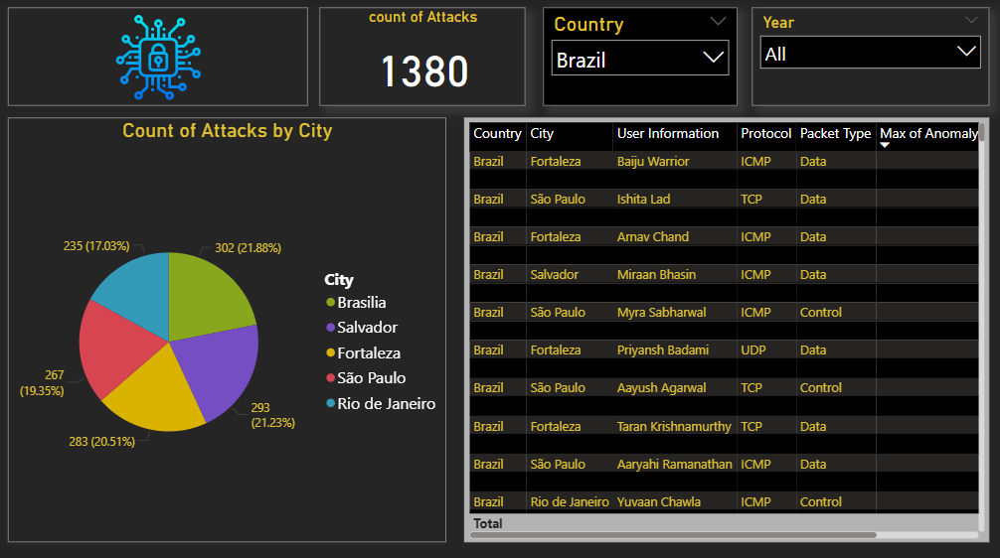 count of Attacks
1380
Country
Brazil
Year
All
Count of Attacks by City
235 (17.03%)
302 (21.88%)
267
(19.35%)
293
(21.23%)
283 (20.51%)
City
Brasilia
Salvador
Fortaleza
São Paulo
Rio de Janeiro
Country City User Information Protocol Packet Type Max of Anomaly
Brazil Fortaleza Baiju Warrior ICMP Data
Brazil São Paulo Ishita Lad TCP Data
Brazil Fortaleza Arnav Chand ICMP Data
Brazil Salvador Miraan Bhasin ICMP Data
Brazil São Paulo Myra Sabharwal ICMP Control
Brazil Fortaleza Priyansh Badami UDP Data
Brazil São Paulo Aayush Agarwal TCP Control
Brazil Fortaleza Taran Krishnamurthy TCP Data
Brazil São Paulo Aaryahi Ramanathan ICMP Data
Brazil Rio de Janeiro Yuvaan Chawla ICMP Control
Total